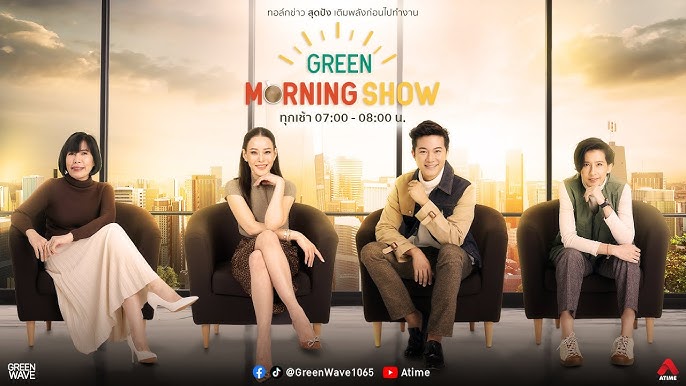 ทอล์กข่าว สุดปัง เติมพลังก่อนไปทำงาน
GREEN
MORNING SHOW
ทุกเช้า 07:00 - 08:00 น.
GREEN
WAVE
@GreenWave1065 Atime
ATIME